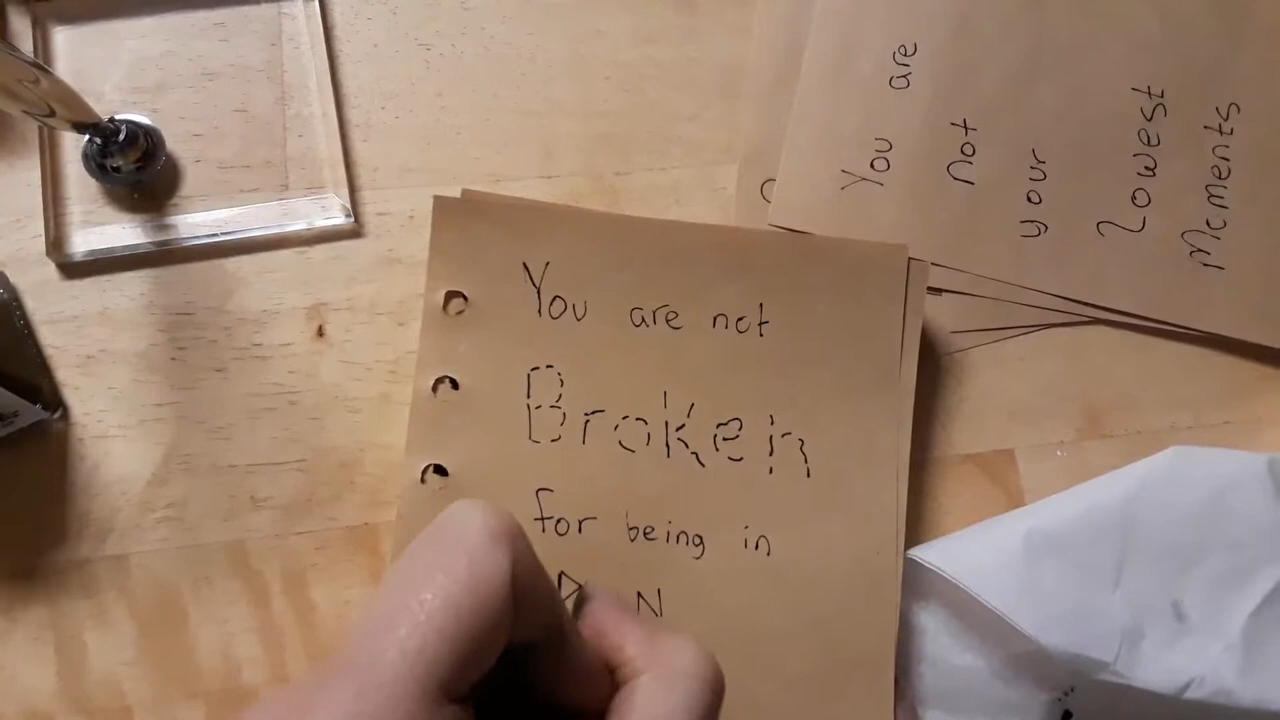 You are not
Broken
for being in
You are
not
your
Lowest
Moments